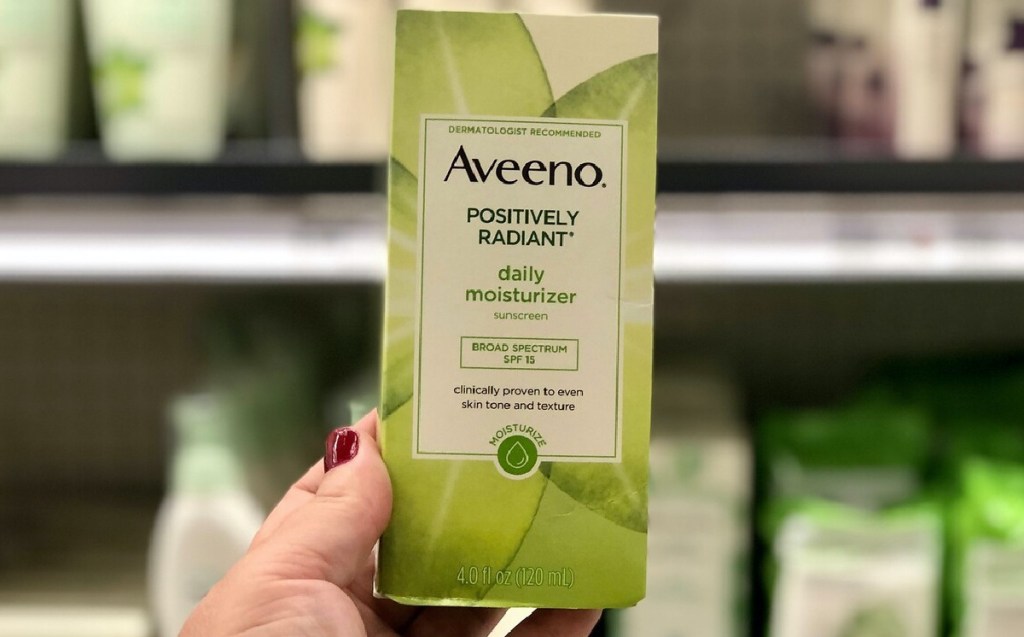 DERMATOLOGIST RECOMMENDED
Aveeno®
POSITIVELY
RADIANT*
daily
moisturizer
sunscreen
BROAD SPECTRUM
SPF 15
clinically proven to even
skin tone and texture
MOISTURIZE
4.0 fl oz (120 mL)